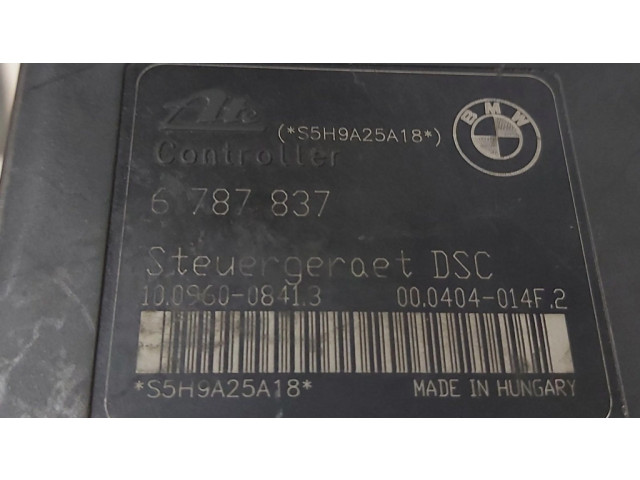 Ate (*S5H9A25A18*) BMW
Controller
6 787 837
Steuergeraet DSC
10.0960-0841.3 00.0404-014F.2
*S5H9A25A18* MADE IN HUNGARY